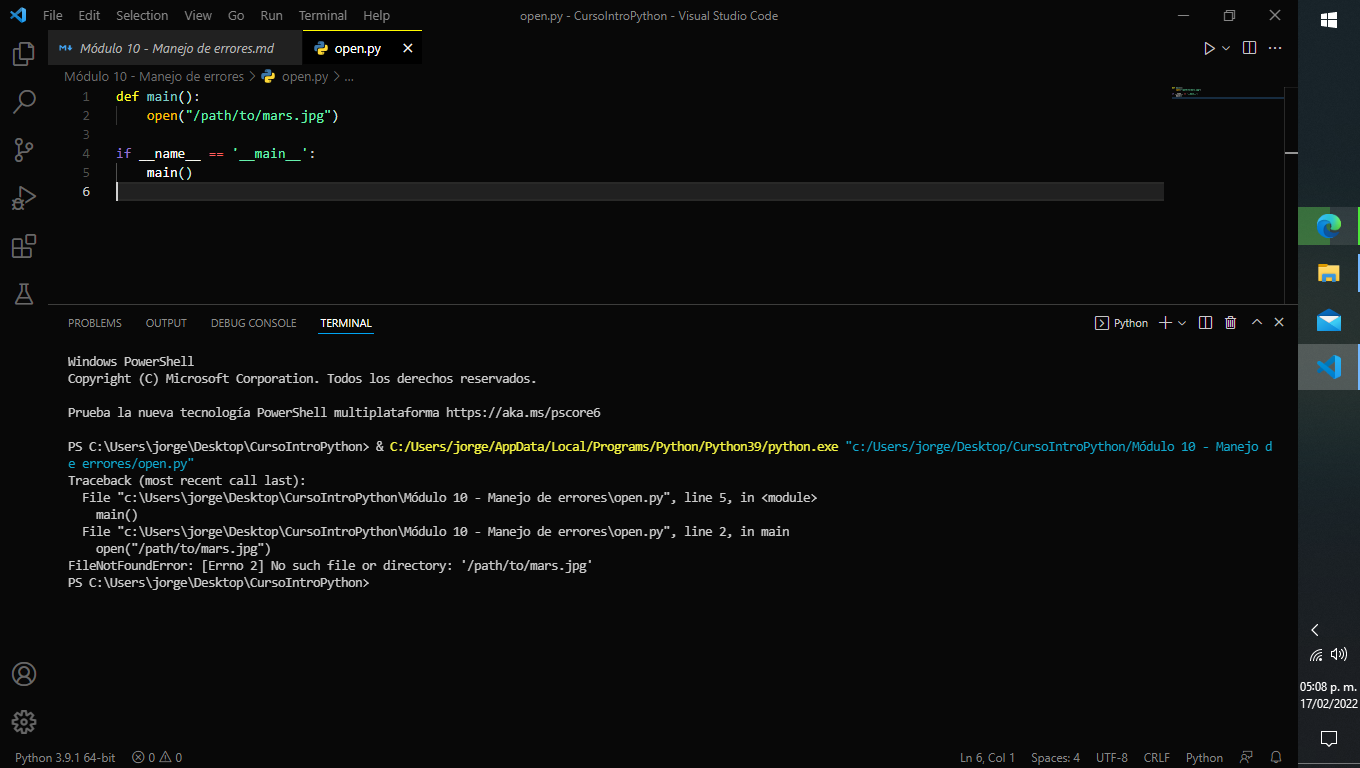 File Edit Selection View Go Run Terminal Help
open.py - CursoIntroPython - Visual Studio Code
Módulo 10 - Manejo de errores.md
open.py
Módulo 10 - Manejo de errores > open.py > ...
1 def main():
2 open("/path/to/mars.jpg")
3
4 if __name__ == '__main__':
5 main()
6
PROBLEMS OUTPUT DEBUG CONSOLE TERMINAL
Python
Windows PowerShell
Copyright (C) Microsoft Corporation. Todos los derechos reservados.
Prueba la nueva tecnología PowerShell multiplataforma https://aka.ms/pscore6
PS C:\Users\jorge\Desktop\CursoIntroPython> & C:/Users/jorge/AppData/Local/Programs/Python/Python39/python.exe "c:/Users/jorge/Desktop/CursoIntroPython/Módulo 10 - Manejo d
e errores/open.py"
Traceback (most recent call last):
File "c:\Users\jorge\Desktop\CursoIntroPython\Módulo 10 - Manejo de errores\open.py", line 5, in <module>
main()
File "c:\Users\jorge\Desktop\CursoIntroPython\Módulo 10 - Manejo de errores\open.py", line 2, in main
open("/path/to/mars.jpg")
FileNotFoundError: [Errno 2] No such file or directory: '/path/to/mars.jpg'
PS C:\Users\jorge\Desktop\CursoIntroPython>
05:08 p. m.
17/02/2022
Python 3.9.1 64-bit 0 0
Ln 6, Col 1 Spaces: 4 UTF-8 CRLF Python